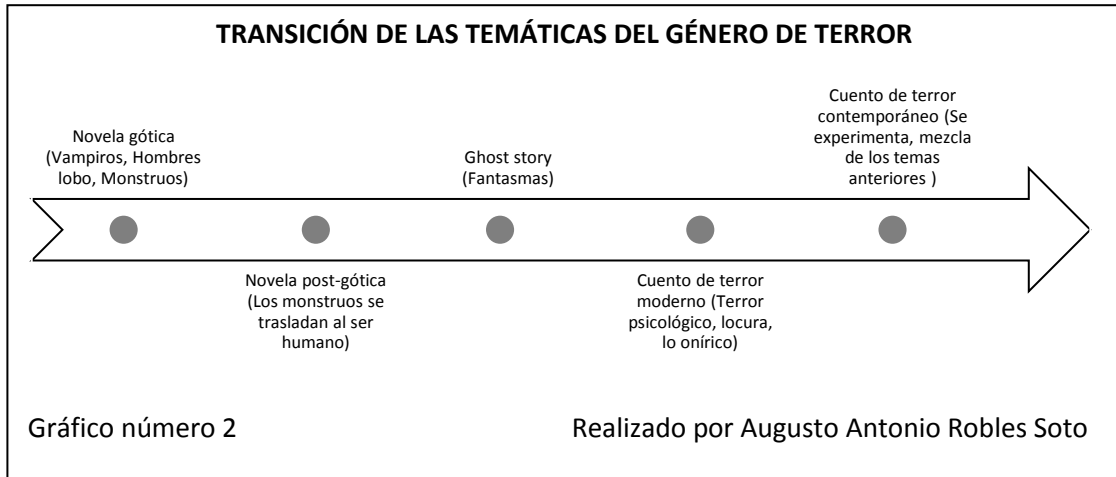 TRANSICIÓN DE LAS TEMÁTICAS DEL GÉNERO DE TERROR
Novela gótica
(Vampiros, Hombres
lobo, Monstruos)
Novela post-gótica
(Los monstruos se
trasladan al ser
humano)
Ghost story
(Fantasmas)
Cuento de terror
moderno (Terror
psicológico, locura,
lo onírico)
Cuento de terror
contemporáneo (Se
experimenta, mezcla
de los temas
anteriores )
Gráfico número 2
Realizado por Augusto Antonio Robles Soto